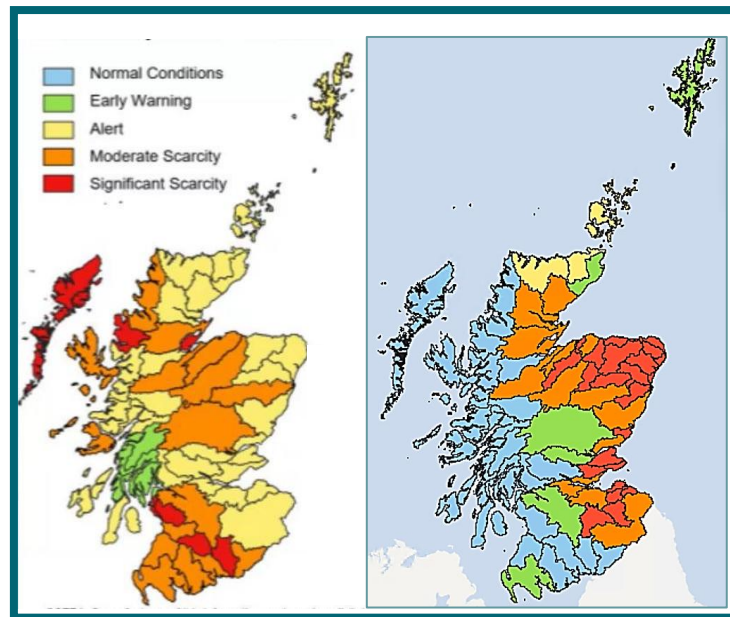 Normal Conditions
Early Warning
Alert
Moderate Scarcity
Significant Scarcity